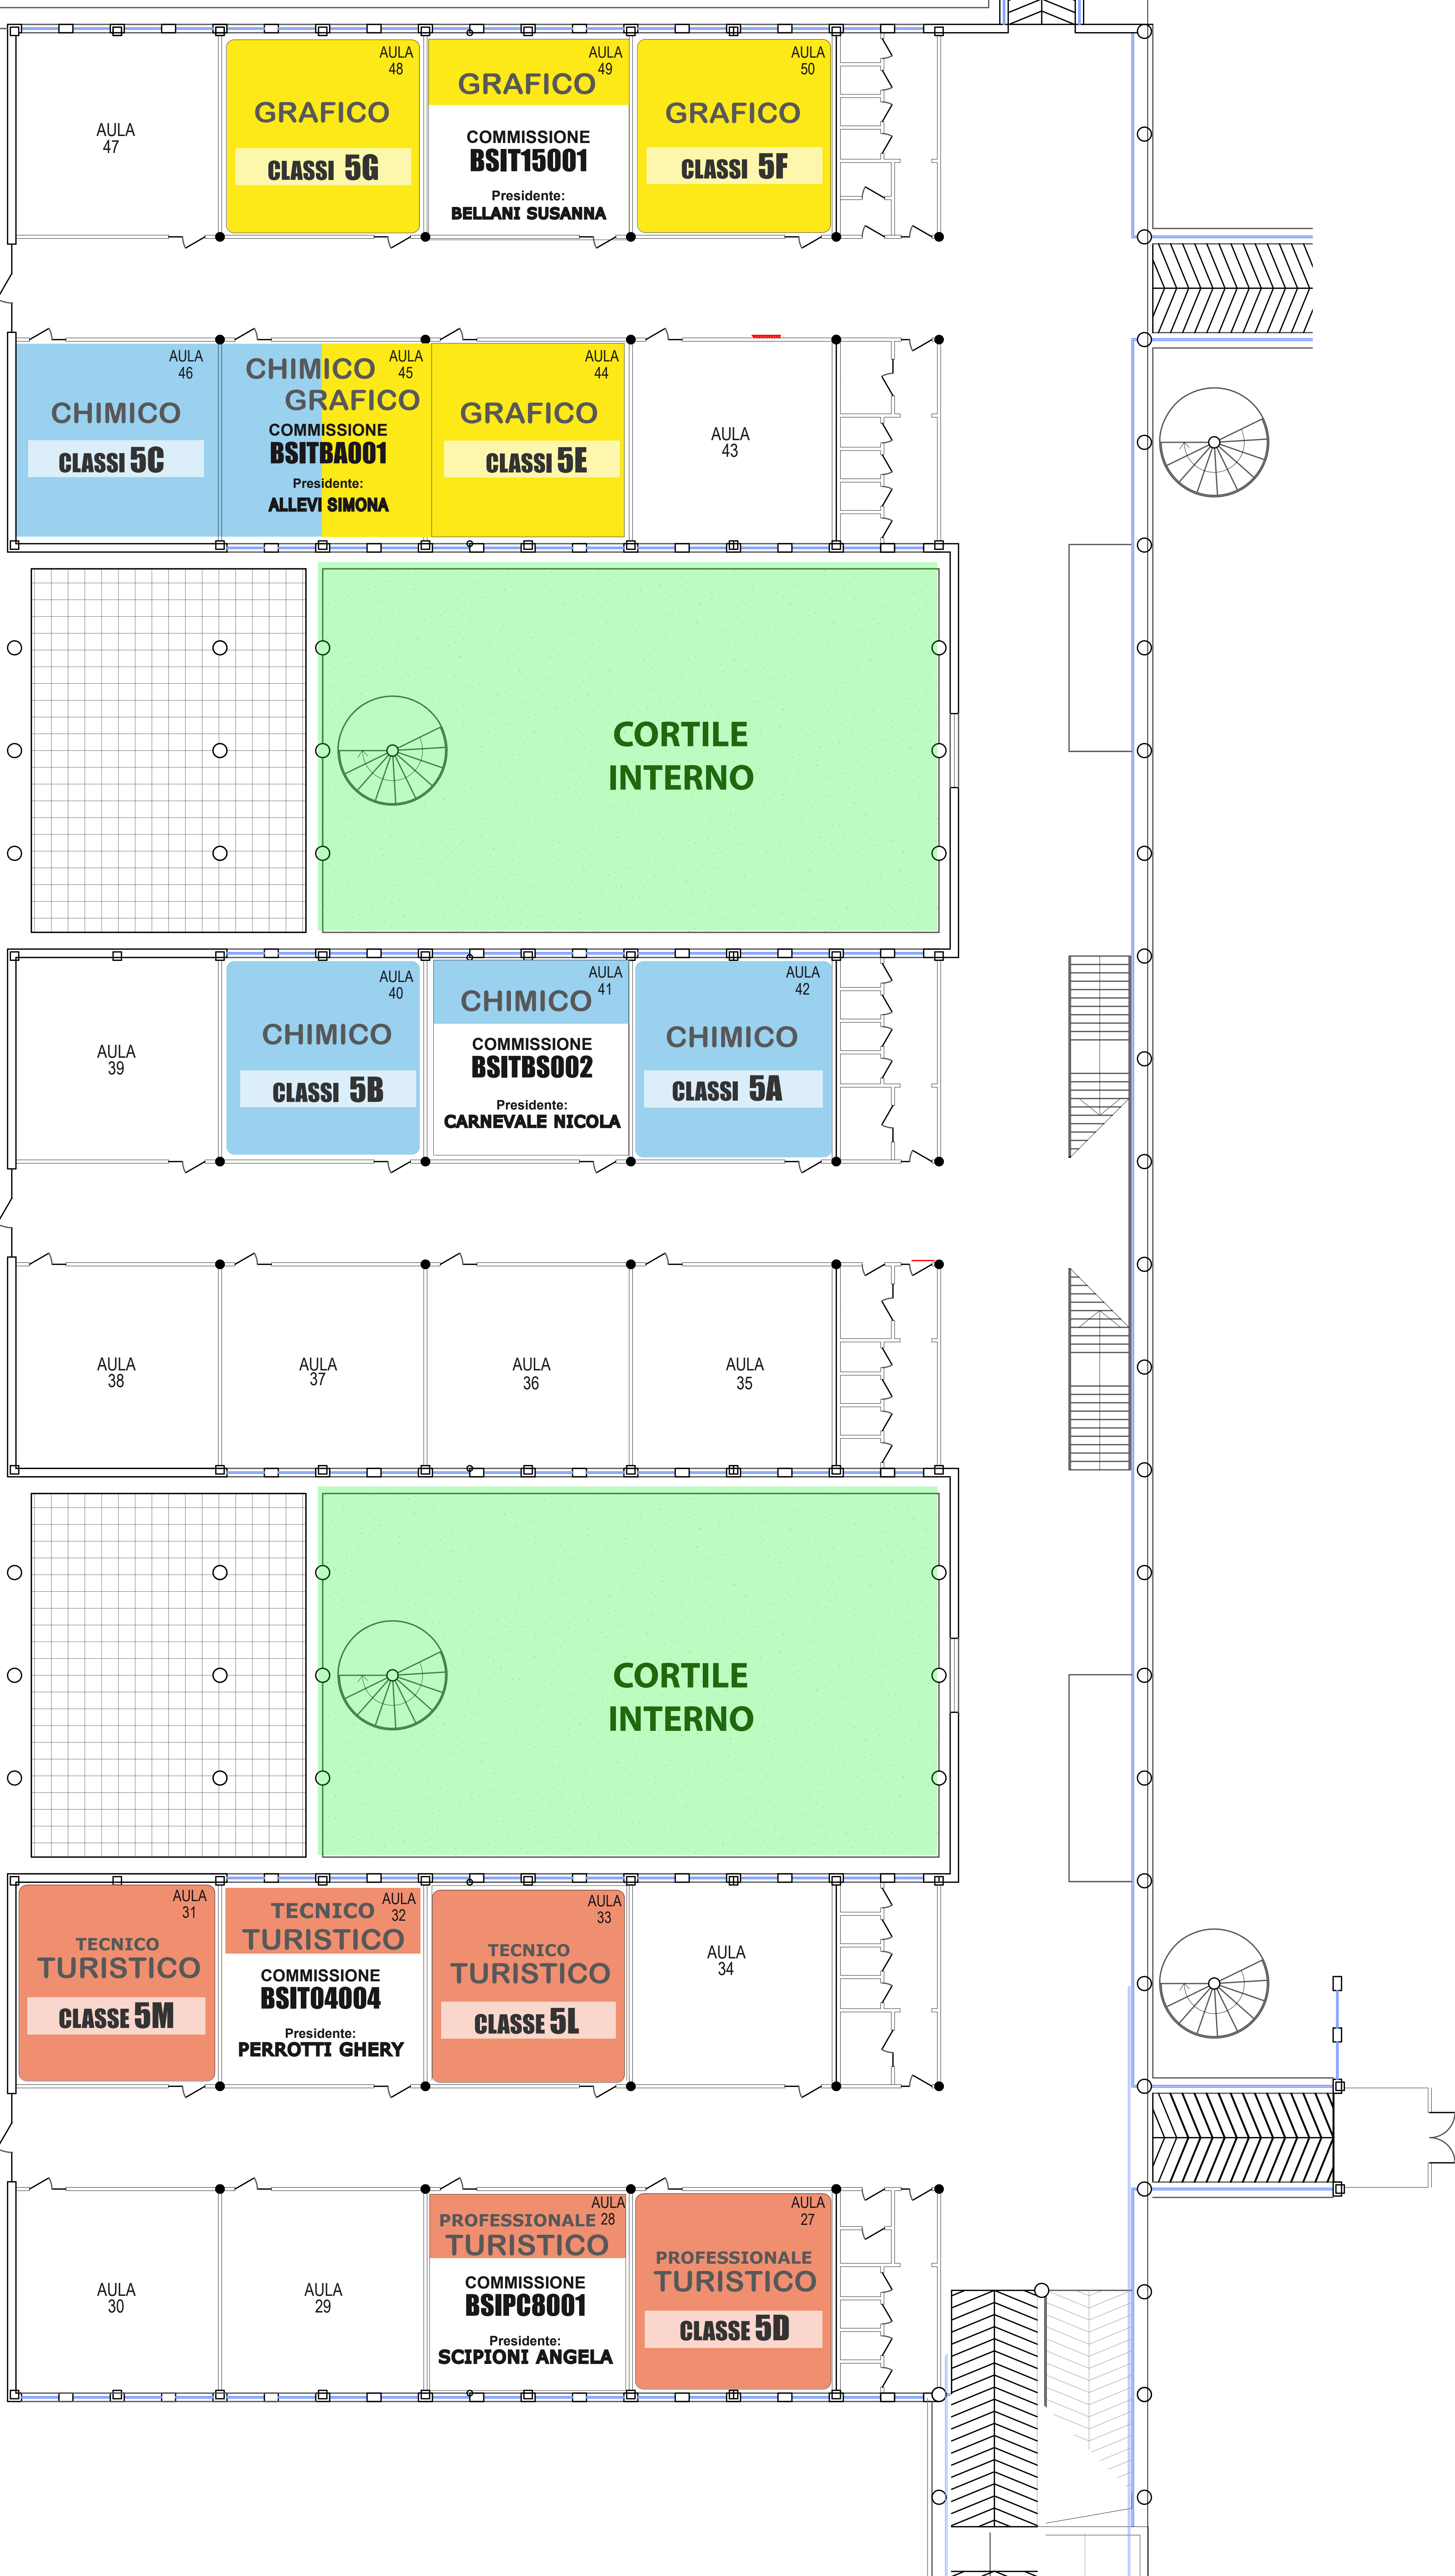 AULA
47
AULA
48
GRAFICO
CLASSI 5G
AULA
49
GRAFICO
COMMISSIONE
BSIT15001
Presidente:
BELLANI SUSANNA
AULA
50
GRAFICO
CLASSI 5F
AULA
46
CHIMICO
CLASSI 5C
AULA
45
CHIMICO
GRAFICO
COMMISSIONE
BSITBA001
Presidente:
ALLEVI SIMONA
AULA
44
GRAFICO
CLASSI 5E
AULA
43
CORTILE
INTERNO
AULA
39
AULA
40
CHIMICO
CLASSI 5B
AULA
41
CHIMICO
COMMISSIONE
BSITBS002
Presidente:
CARNEVALE NICOLA
AULA
42
CHIMICO
CLASSI 5A
AULA
38
AULA
37
AULA
36
AULA
35
CORTILE
INTERNO
AULA
31
TECNICO
TURISTICO
CLASSE 5M
AULA
32
TECNICO
TURISTICO
COMMISSIONE
BSIT04004
Presidente:
PERROTTI GHERY
AULA
33
TECNICO
TURISTICO
CLASSE 5L
AULA
34
AULA
30
AULA
29
AULA
28
PROFESSIONALE
TURISTICO
COMMISSIONE
BSIPC8001
Presidente:
SCIPIONI ANGELA
AULA
27
PROFESSIONALE
TURISTICO
CLASSE 5D